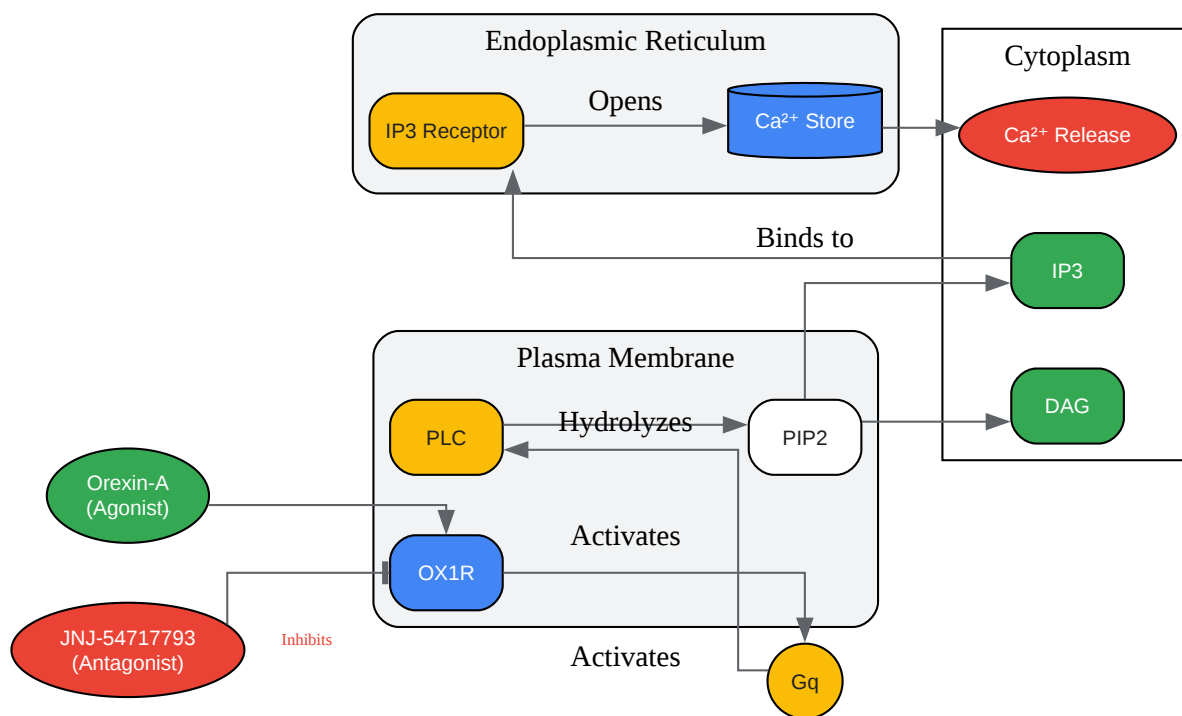 Endoplasmic Reticulum
Cytoplasm
Opens
IP3 Receptor
Ca²⁺ Store
Ca²⁺ Release
Binds to
IP3
Plasma Membrane
DAG
PLC
Hydrolyzes
PIP2
Orexin-A
(Agonist)
Activates
OX1R
JNJ-54717793
(Antagonist)
Inhibits
Activates
Gq